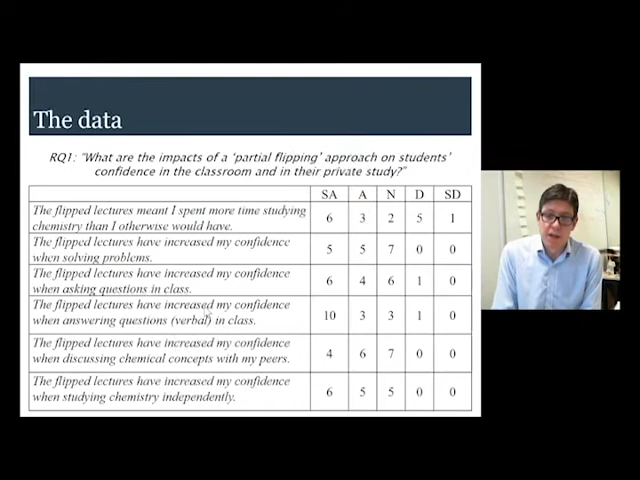 The data
RQ1: "What are the impacts of a 'partial flipping' approach on students'
confidence in the classroom and in their private study?"
SA A N D SD
The flipped lectures meant I spent more time studying
chemistry than I otherwise would have.
6 3 2 5 1
The flipped lectures have increased my confidence
when solving problems.
5 5 7 0 0
The flipped lectures have increased my confidence
when asking questions in class.
6 4 6 1 0
The flipped lectures have increased my confidence
when answering questions (verbal) in class.
10 3 3 1 0
The flipped lectures have increased my confidence
when discussing chemical concepts with my peers.
4 6 7 0 0
The flipped lectures have increased my confidence
when studying chemistry independently.
6 5 5 0 0